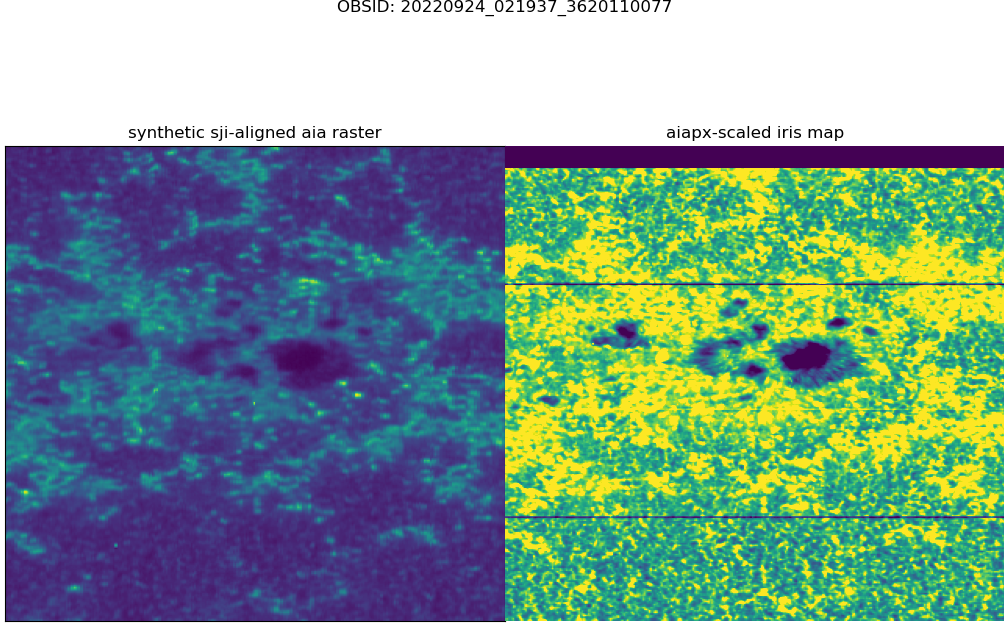 OBSID: 20220924_021937_3620110077
synthetic sji-aligned aia raster
aiapx-scaled iris map